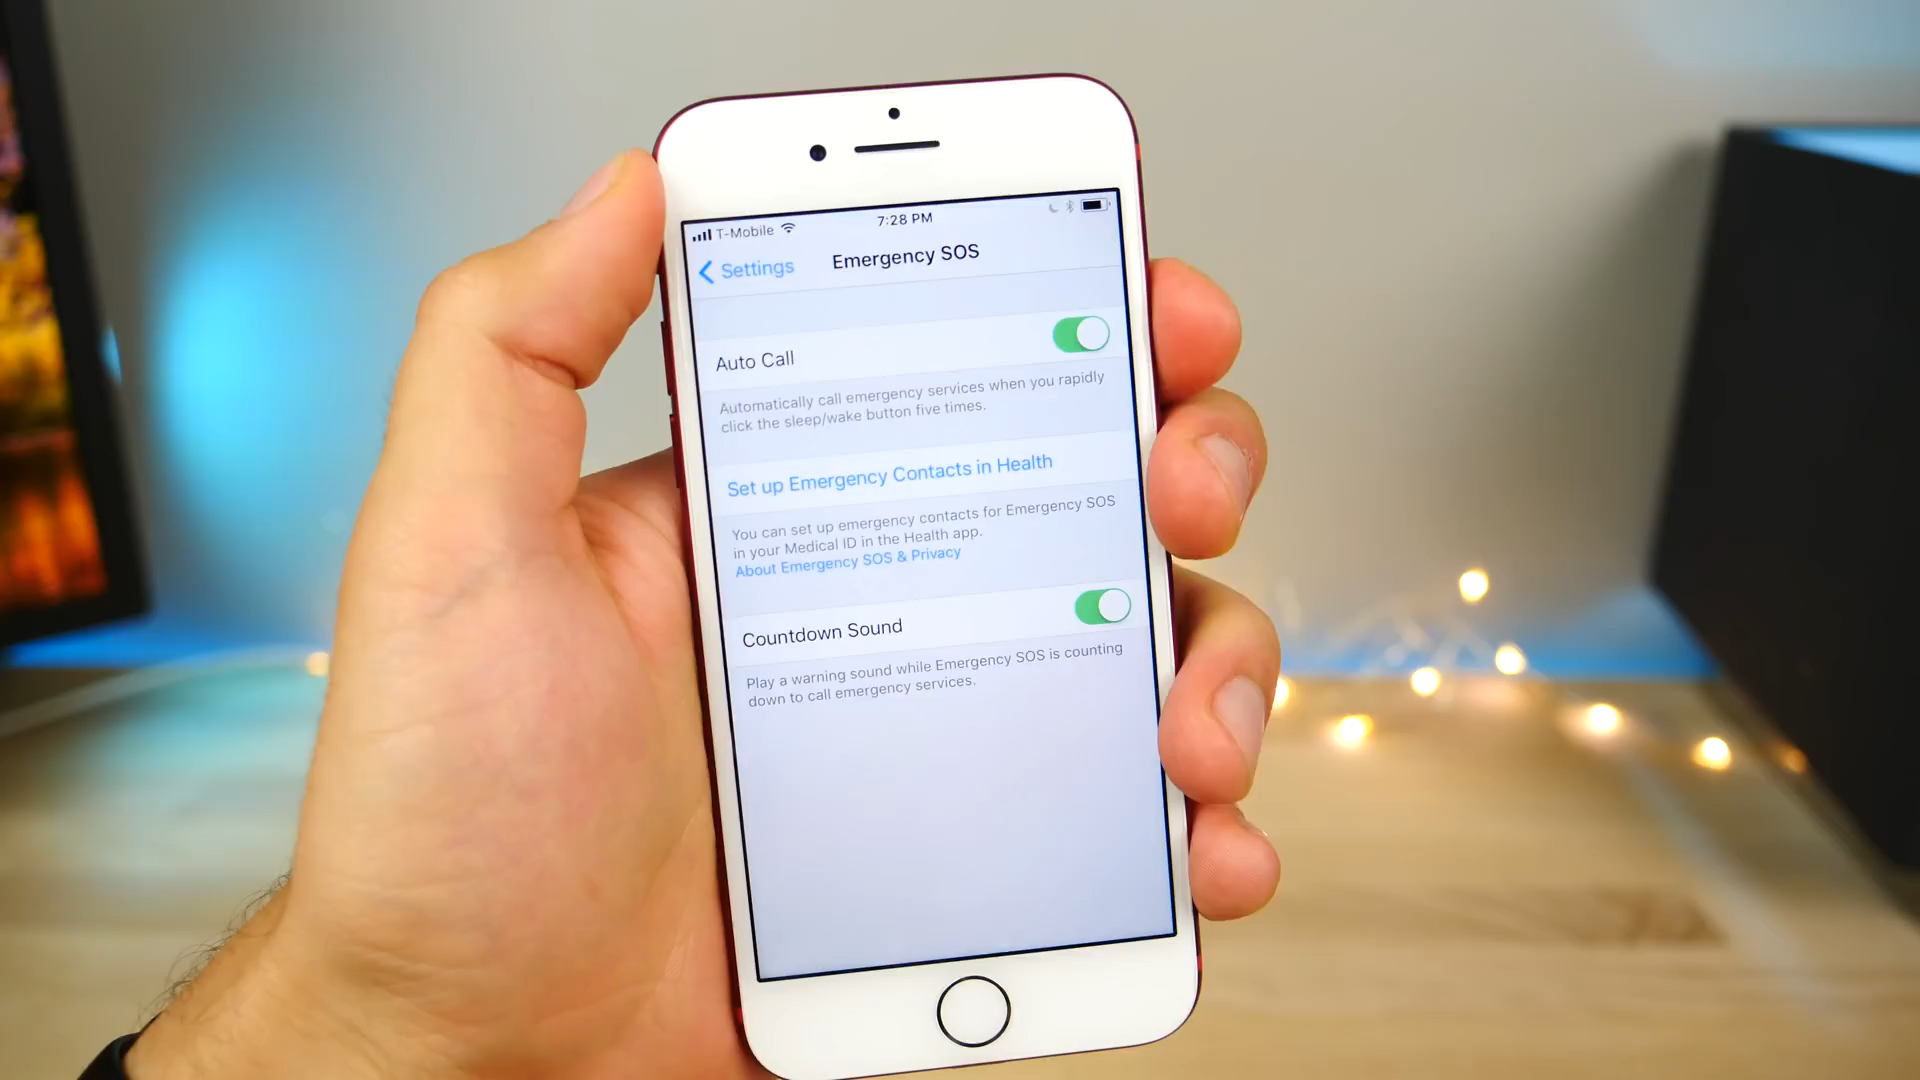 T-Mobile 7:28 PM
Settings Emergency SOS
Auto Call
Automatically call emergency services when you rapidly
click the sleep/wake button five times.
Set up Emergency Contacts in Health
You can set up emergency contacts for Emergency SOS
in your Medical ID in the Health app.
About Emergency SOS & Privacy
Countdown Sound
Play a warning sound while Emergency SOS is counting
down to call emergency services.